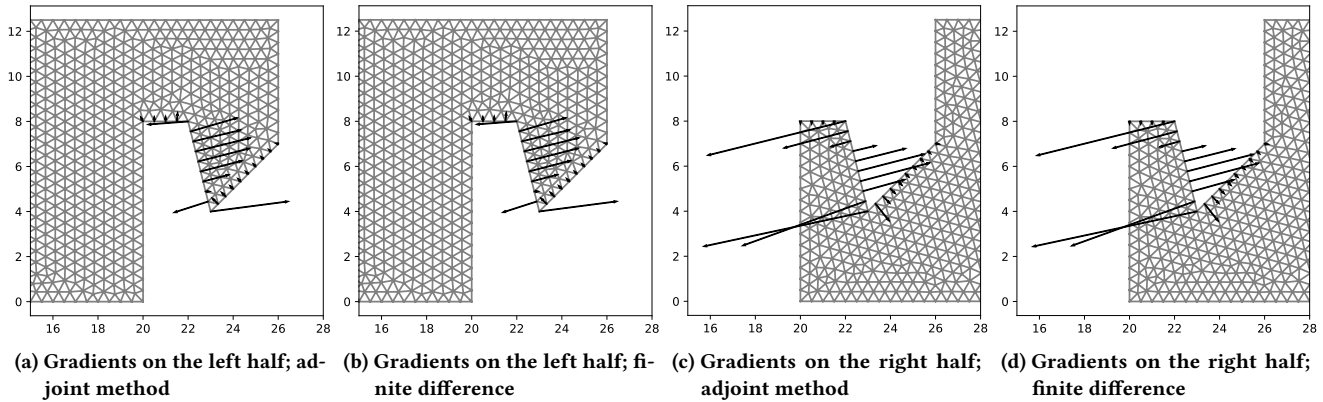 12
10
8
6
4
2
0
16 18 20 22 24 26 28
12
10
8
6
4
2
0
16 18 20 22 24 26 28
12
10
8
6
4
2
0
16 18 20 22 24 26 28
12
10
8
6
4
2
0
16 18 20 22 24 26 28
(a) Gradients on the left half; ad-
joint method
(b) Gradients on the left half; fi-
nite difference
(c) Gradients on the right half;
adjoint method
(d) Gradients on the right half;
finite difference